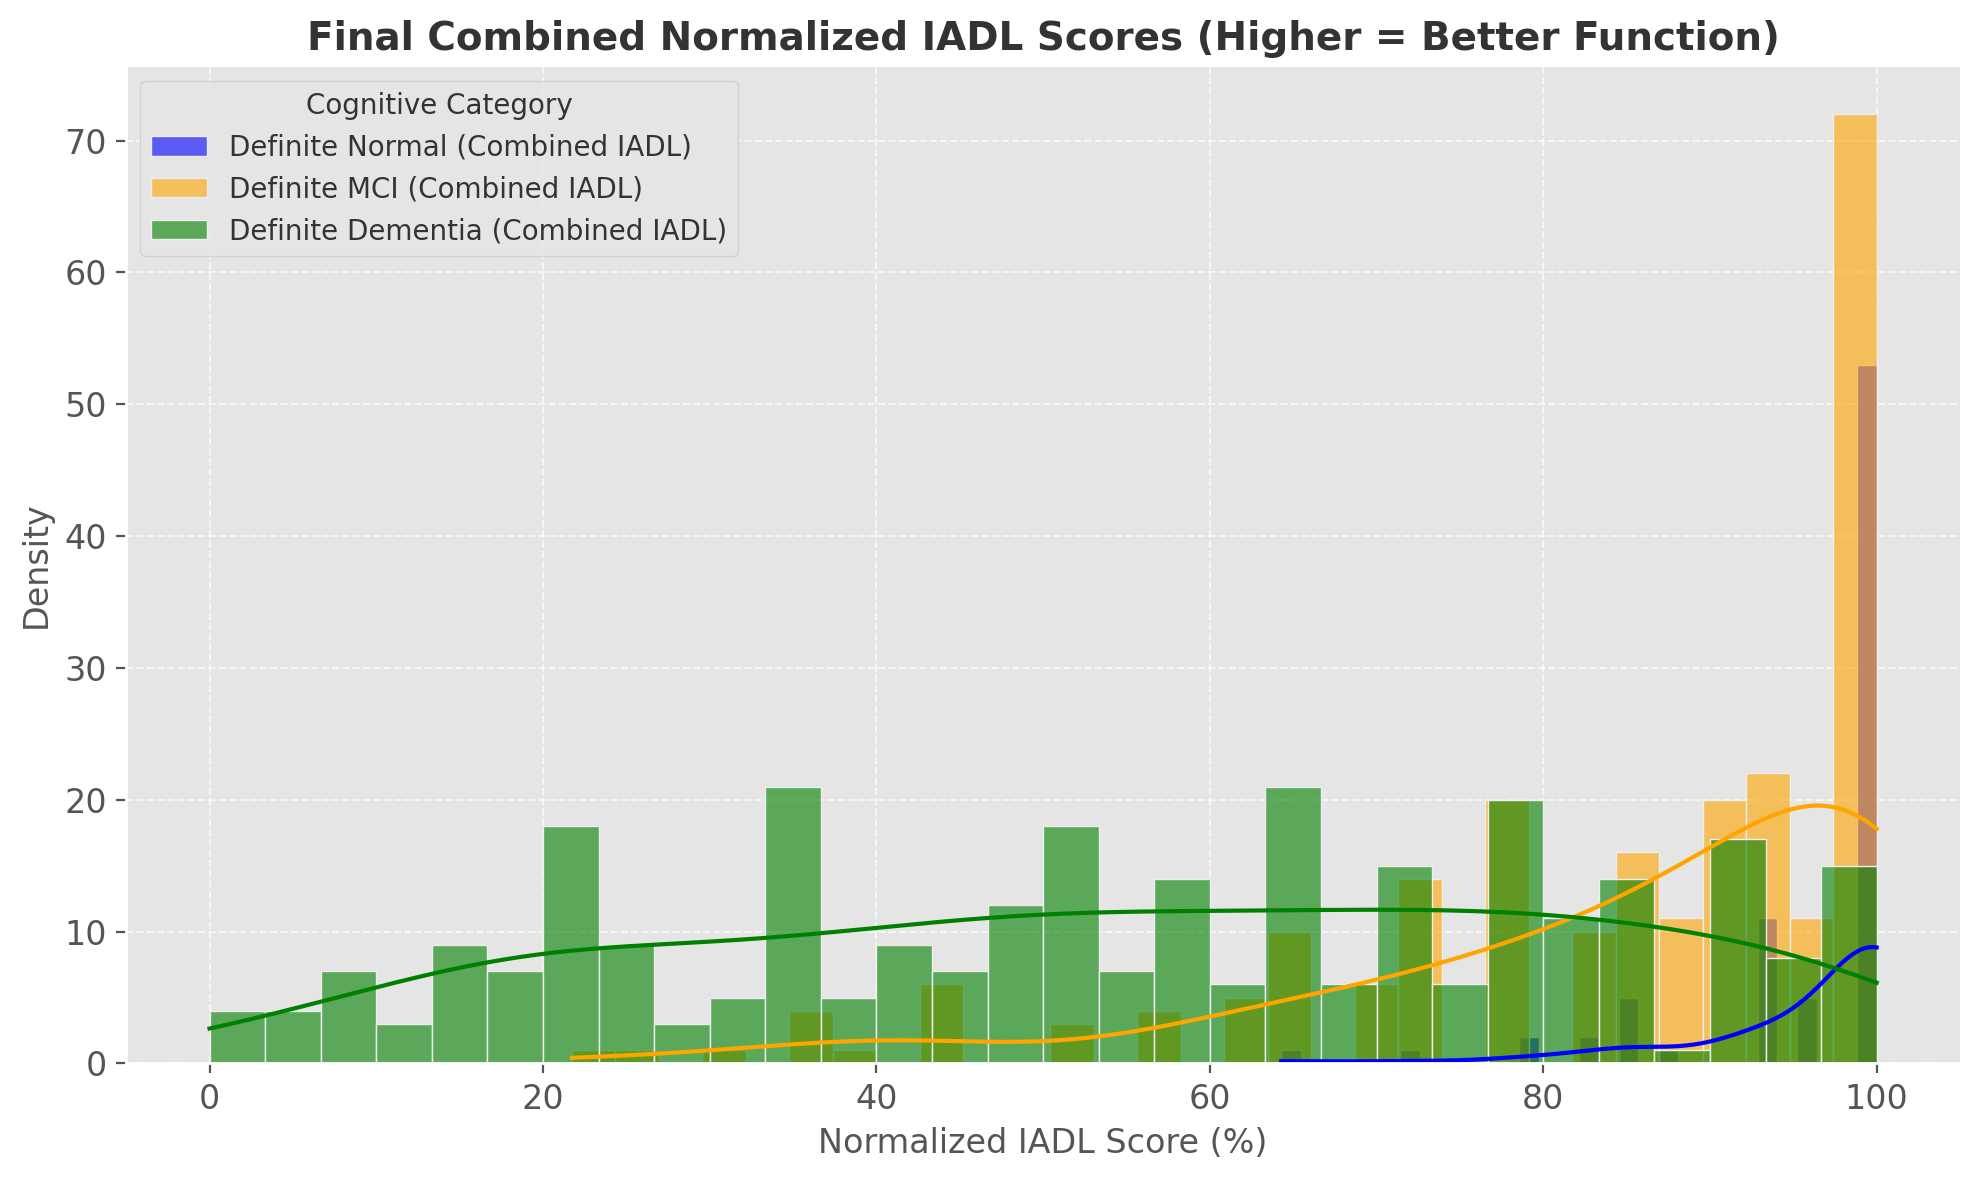 Final Combined Normalized IADL Scores (Higher = Better Function)
Cognitive Category
Definite Normal (Combined IADL)
Definite MCI (Combined IADL)
Definite Dementia (Combined IADL)
Density
70
60
50
40
30
20
10
0
0 20 40 60 80 100
Normalized IADL Score (%)